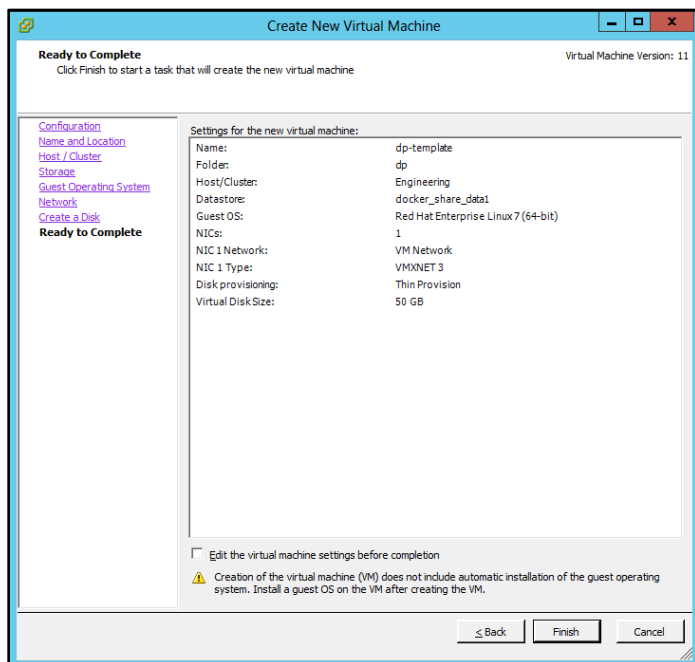 Create New Virtual Machine
Ready to Complete
Click Finish to start a task that will create the new virtual machine
Virtual Machine Version: 11
Configuration
Name and Location
Host / Cluster
Storage
Guest Operating System
Network
Create a Disk
Ready to Complete
Settings for the new virtual machine:
Name: dp-template
Folder: dp
Host/Cluster: Engineering
Datastore: docker_share_data1
Guest OS: Red Hat Enterprise Linux 7 (64-bit)
NICs: 1
NIC 1 Network: VM Network
NIC 1 Type: VMXNET 3
Disk provisioning: Thin Provision
Virtual Disk Size: 50 GB
Edit the virtual machine settings before completion
Creation of the virtual machine (VM) does not include automatic installation of the guest operating
system. Install a guest OS on the VM after creating the VM.
< Back Finish Cancel